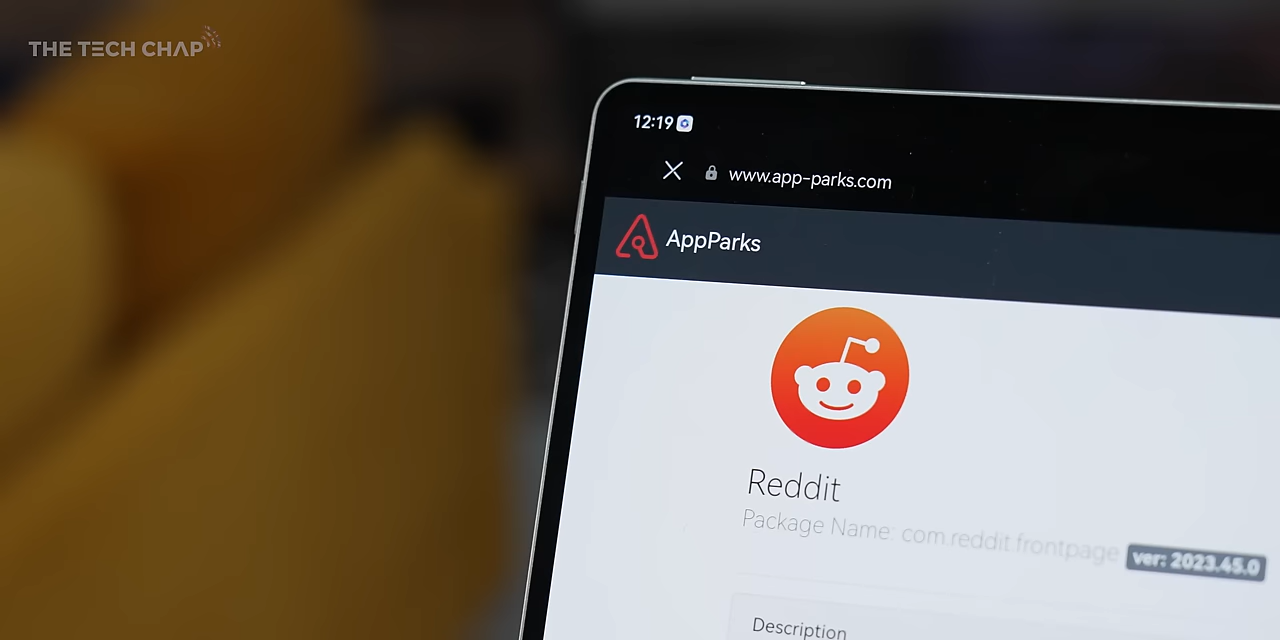 THE TECH CHAP
12:19
www.app-parks.com
AppParks
Reddit
Package Name: com.reddit.frontpage ver: 2023.45.0
Description